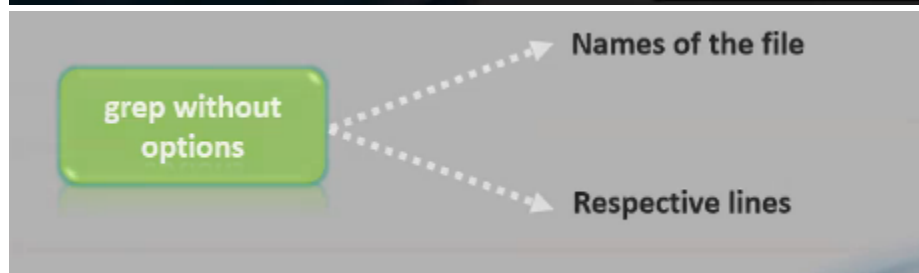 Names of the file
grep without
options
Respective lines